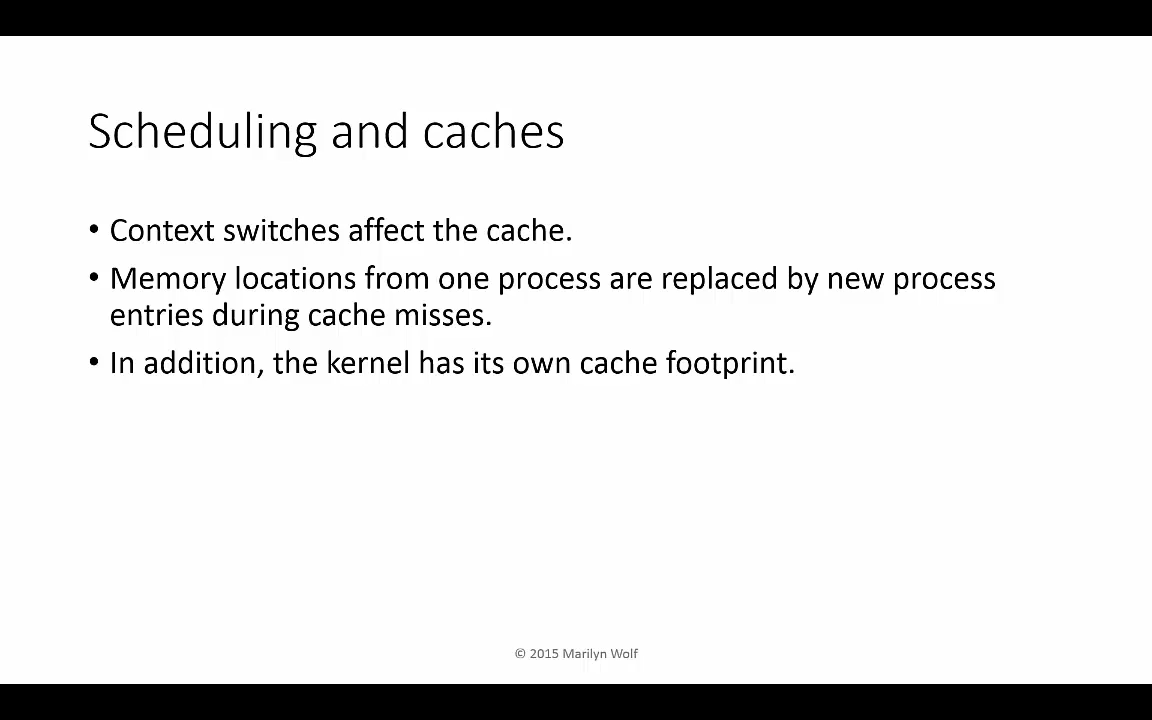 Scheduling and caches
• Context switches affect the cache.
• Memory locations from one process are replaced by new process
entries during cache misses.
• In addition, the kernel has its own cache footprint.
© 2015 Marilyn Wolf